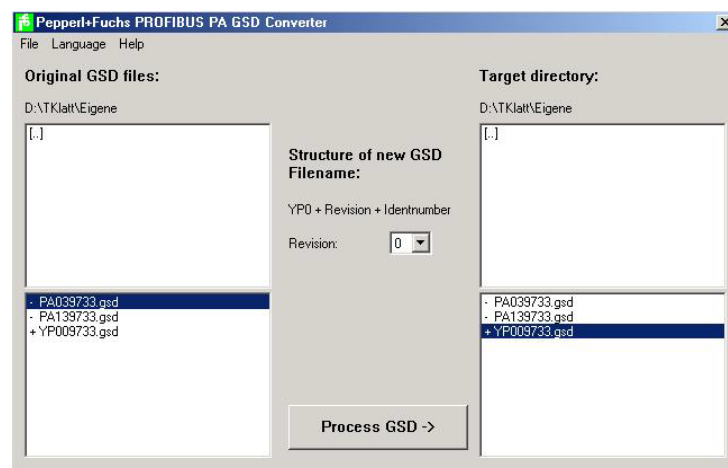 Pepperl+Fuchs PROFIBUS PA GSD Converter
File Language Help
Original GSD files:
D:\TKlatt\Eigene
[..]
- PA039733.gsd
- PA139733.gsd
+ YP009733.gsd
Structure of new GSD
Filename:
YP0 + Revision + Identnumber
Revision: 0
Process GSD ->
Target directory:
D:\TKlatt\Eigene
[..]
- PA039733.gsd
- PA139733.gsd
+ YP009733.gsd